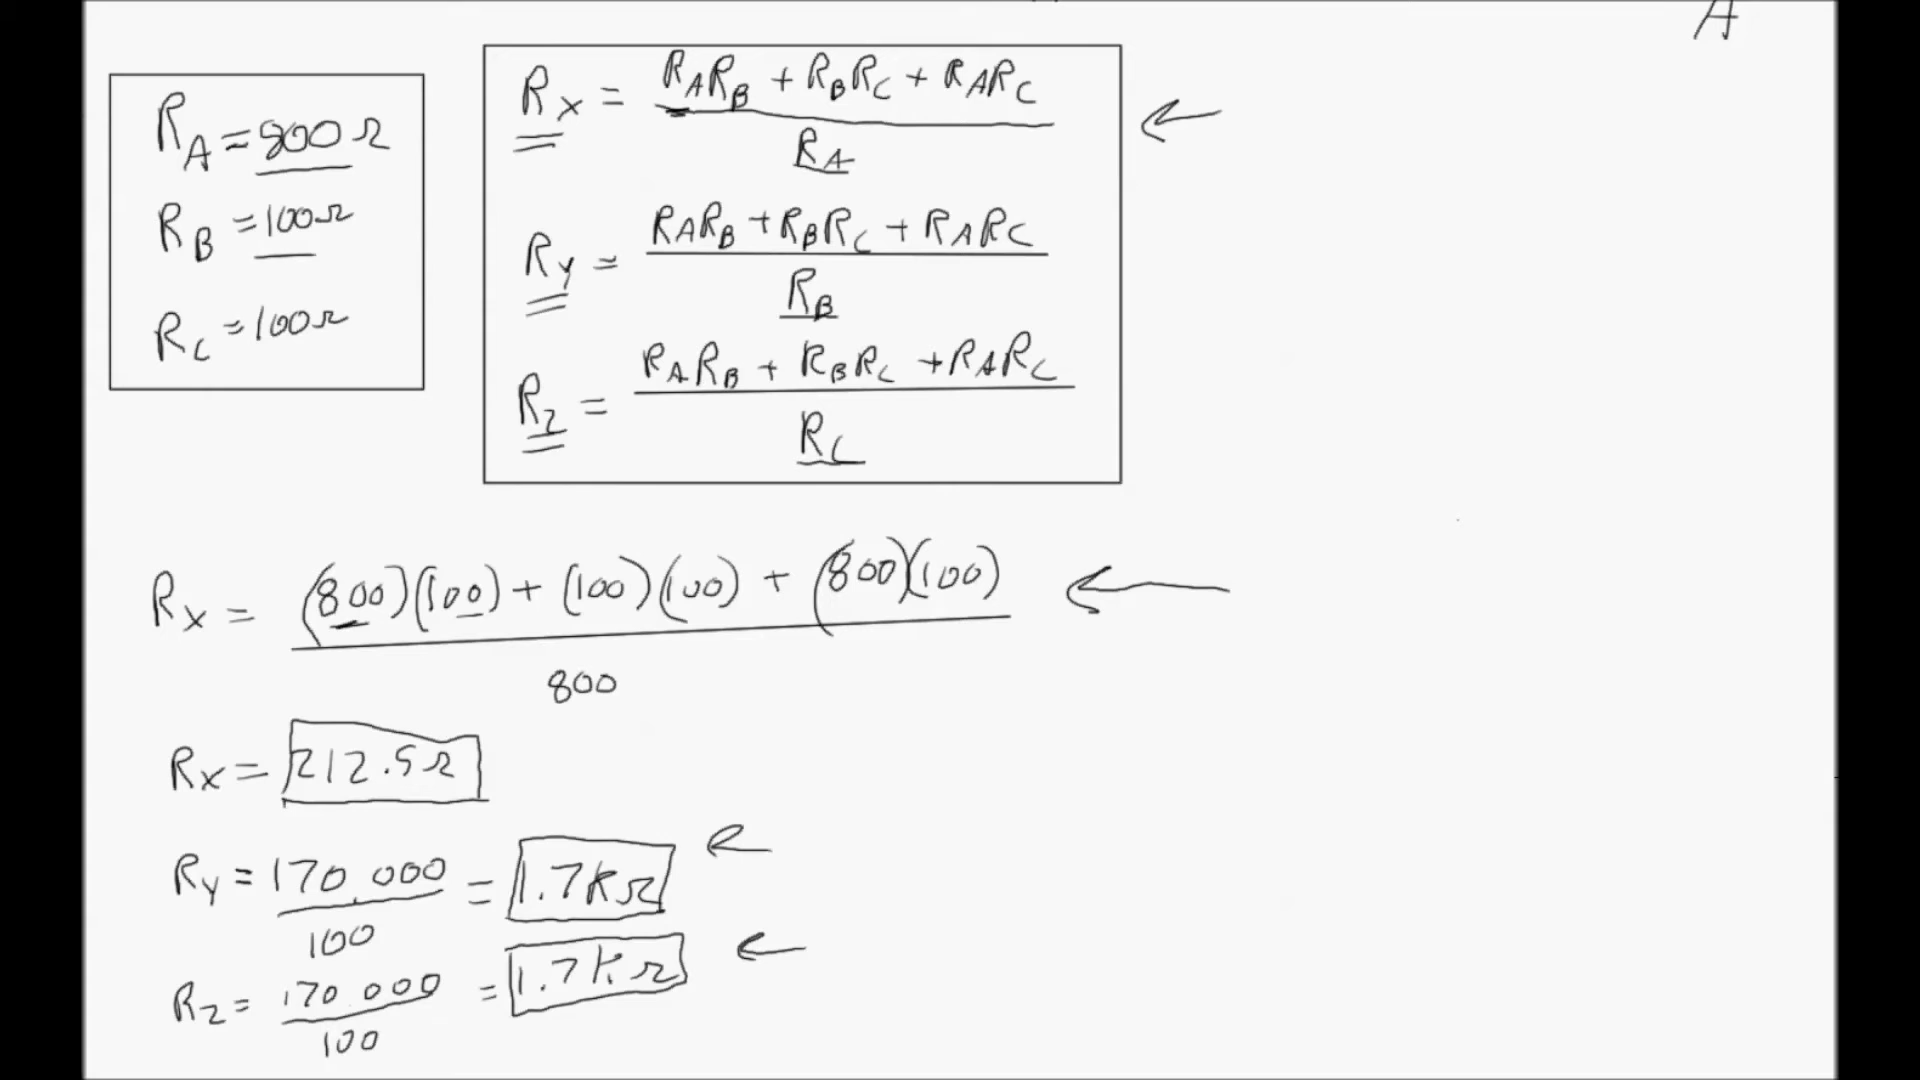 A
R_A = 800Ω
R_B = 100Ω
R_C = 100Ω
R_X = (R_A R_B + R_B R_C + R_A R_C) / R_A
R_Y = (R_A R_B + R_B R_C + R_A R_C) / R_B
R_Z = (R_A R_B + R_B R_C + R_A R_C) / R_C
R_X = ((800)(100) + (100)(100) + (800)(100)) / 800
R_X = 212.5Ω
R_Y = 170,000 / 100 = 1.7kΩ
R_Z = 170 000 / 100 = 1.7kΩ